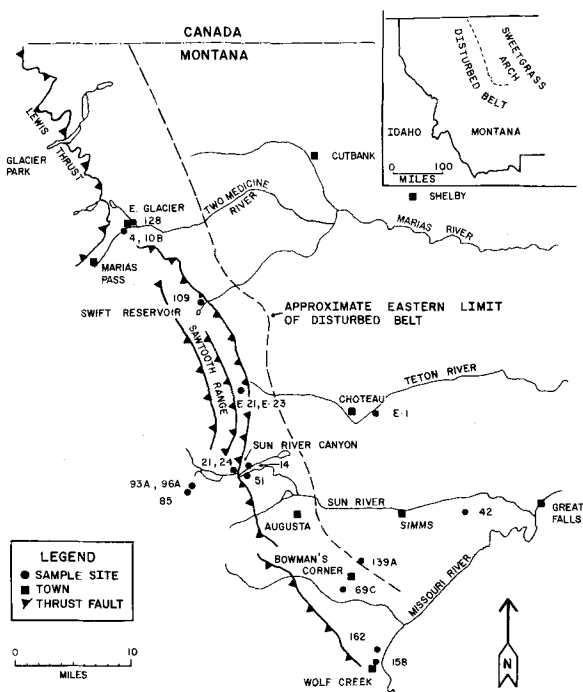 CANADA
MONTANA
SWEETGRASS
ARCH
DISTURBED BELT
IDAHO
MONTANA
0 100
MILES
LEWIS
THRUST
GLACIER
PARK
CUTBANK
SHELBY
E. GLACIER
128
4, 10B
TWO MEDICINE
RIVER
MARIAS RIVER
MARIAS
PASS
109
SWIFT RESERVOIR
APPROXIMATE EASTERN LIMIT
OF DISTURBED BELT
SAWTOOTH RANGE
TETON RIVER
E-21, E-23
CHOTEAU
E-1
SUN RIVER CANYON
21, 24
14
93A, 96A
85
51
SUN RIVER
GREAT
FALLS
AUGUSTA
SIMMS
42
BOWMAN'S
CORNER
139A
69C
MISSOURI RIVER
162
158
WOLF CREEK
LEGEND
SAMPLE SITE
TOWN
THRUST FAULT
0 10
MILES
N